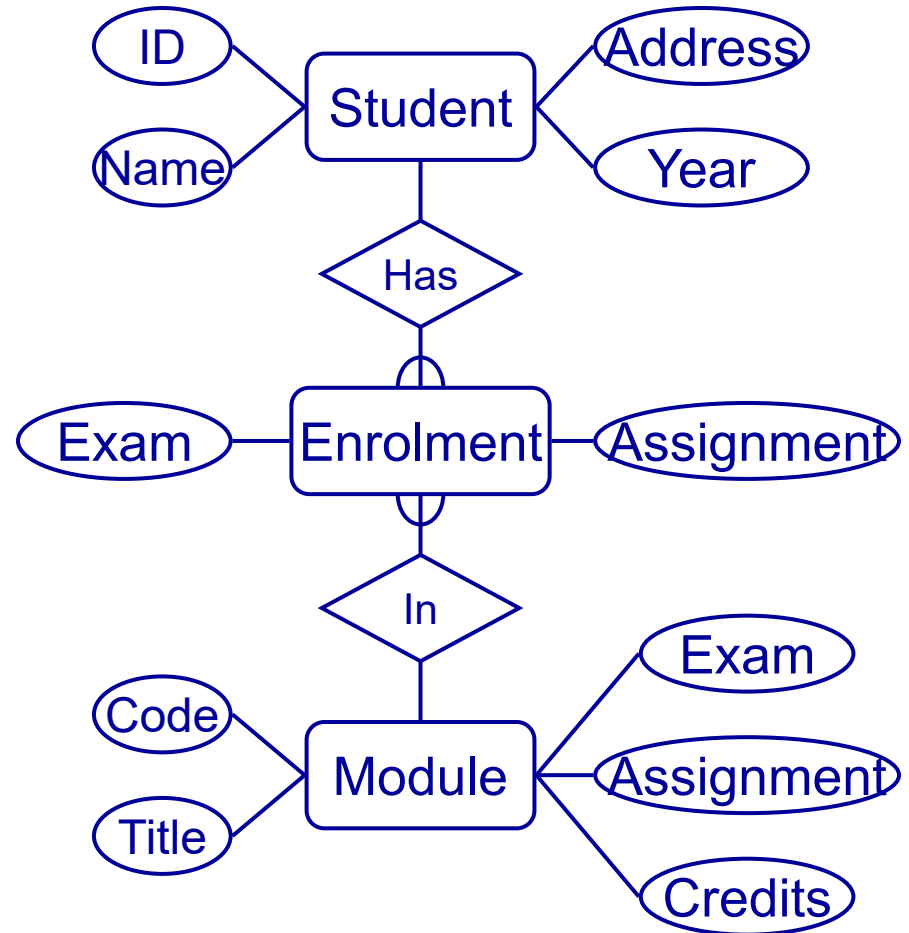 ID
Address
Student
Name
Year
Has
Exam
Enrolment
Assignment
In
Exam
Code
Module
Assignment
Title
Credits